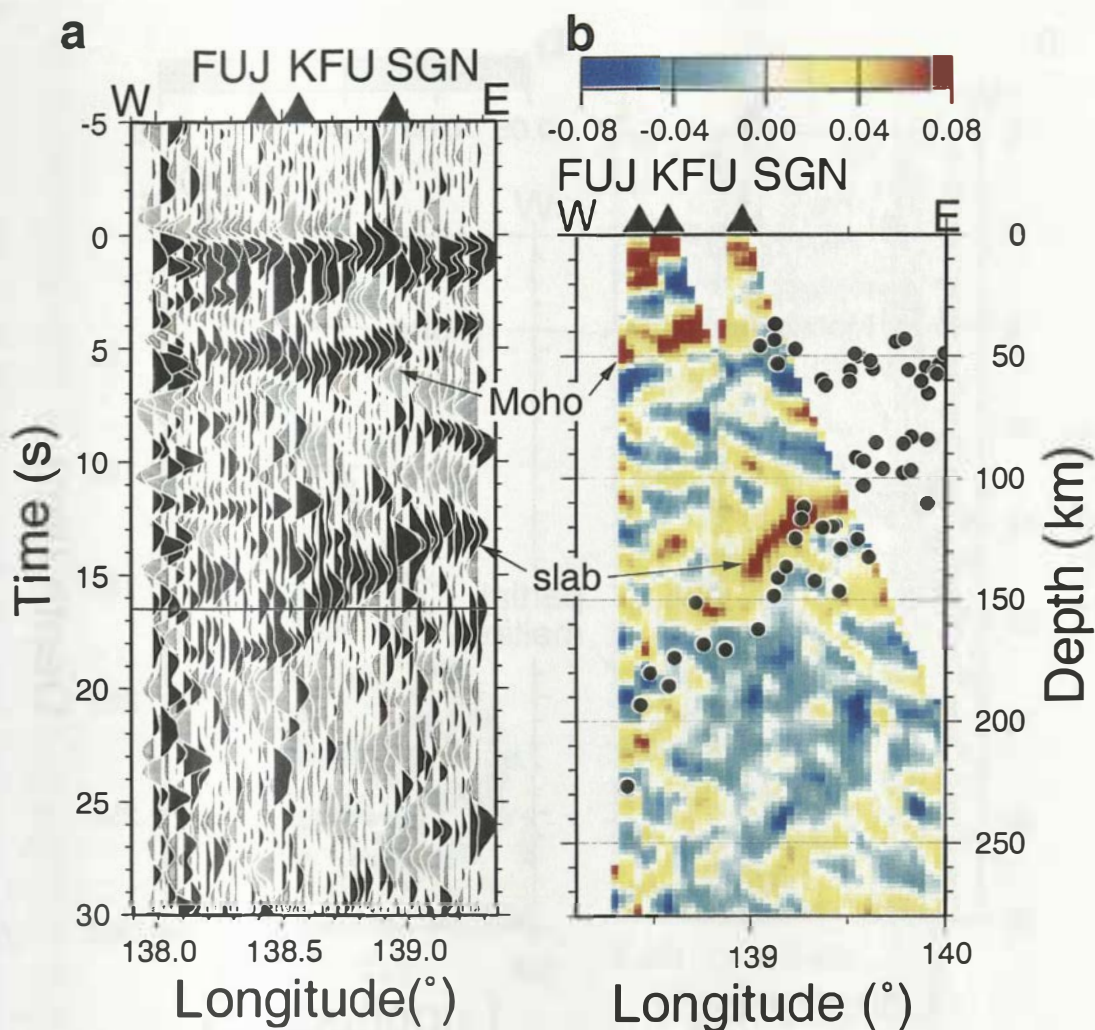 a
FUJ KFU SGN
W E
-5
0
5
10
15
20
25
30
Time (s)
138.0 138.5 139.0
Longitude(°)
b
-0.08 -0.04 0.00 0.04 0.08
FUJ KFU SGN
W E
0
50
100
150
200
250
Depth (km)
139 140
Longitude (°)
Moho
slab